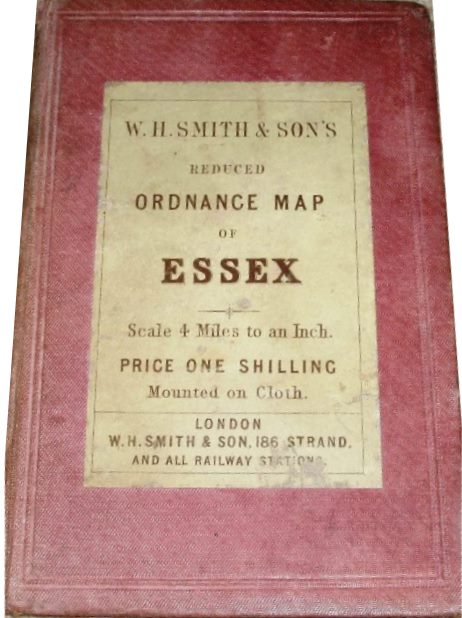 W. H. SMITH & SON'S
REDUCED
ORDNANCE MAP
OF
ESSEX
Scale 4 Miles to an Inch.
PRICE ONE SHILLING
Mounted on Cloth.
LONDON
W. H. SMITH & SON, 186 STRAND,
AND ALL RAILWAY STATIONS.